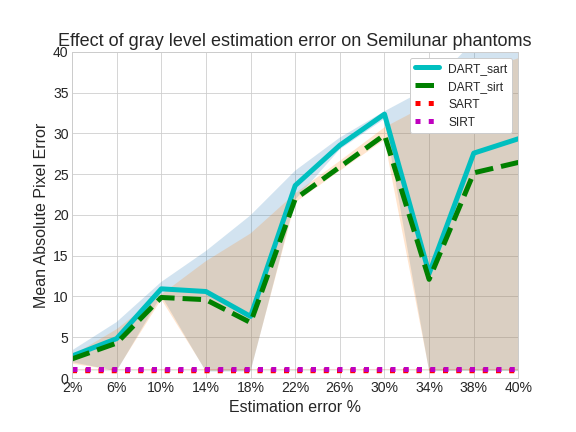 Effect of gray level estimation error on Semilunar phantoms
DART_sart
DART_sirt
SART
SIRT
Mean Absolute Pixel Error
40
35
30
25
20
15
10
5
0
2% 6% 10% 14% 18% 22% 26% 30% 34% 38% 40%
Estimation error %